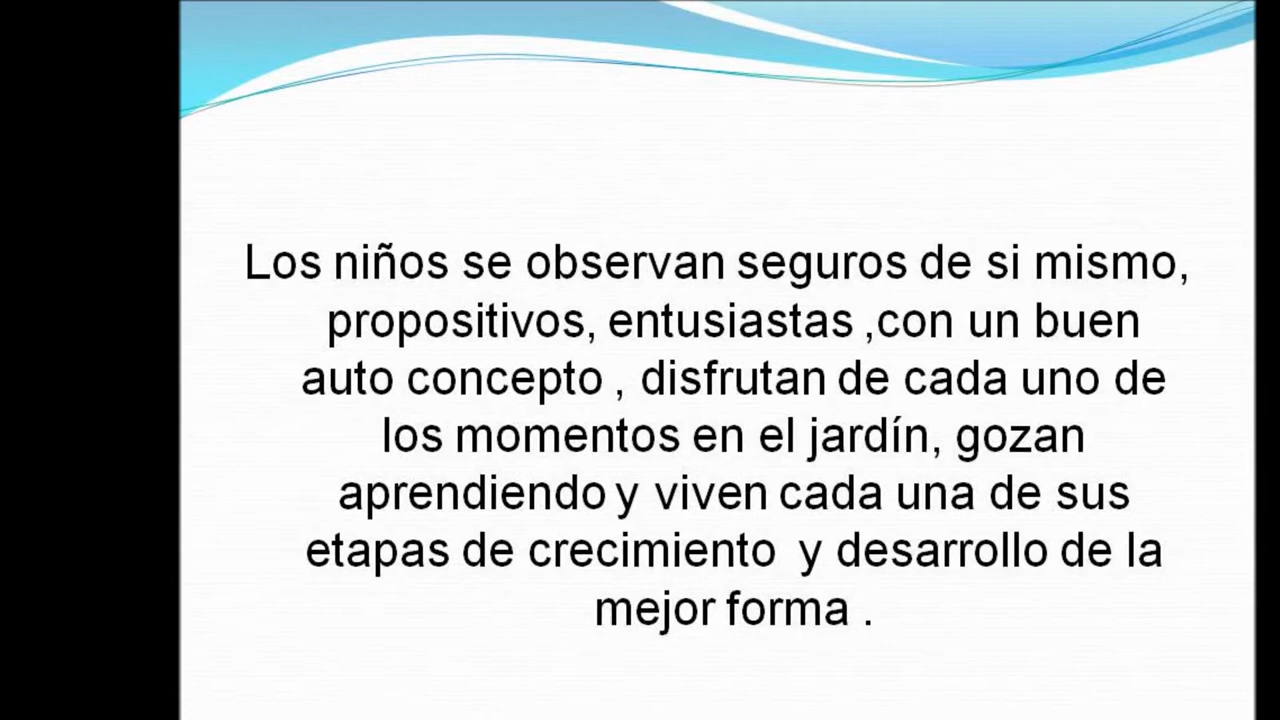 Los niños se observan seguros de si mismo,
propositivos, entusiastas ,con un buen
auto concepto , disfrutan de cada uno de
los momentos en el jardín, gozan
aprendiendo y viven cada una de sus
etapas de crecimiento  y desarrollo de la
mejor forma .